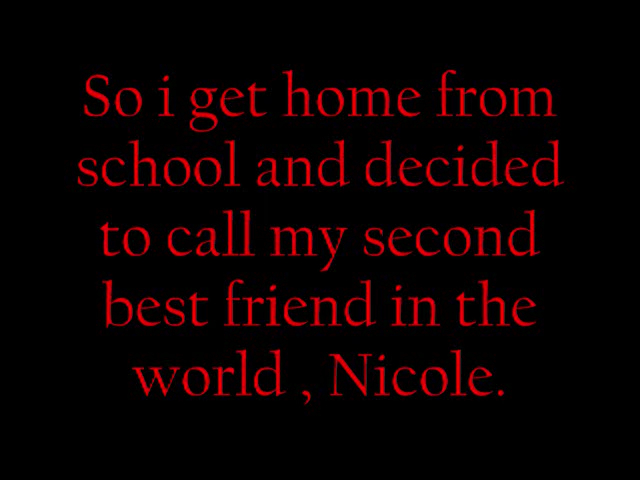 So i get home from
school and decided
to call my second
best friend in the
world , Nicole.